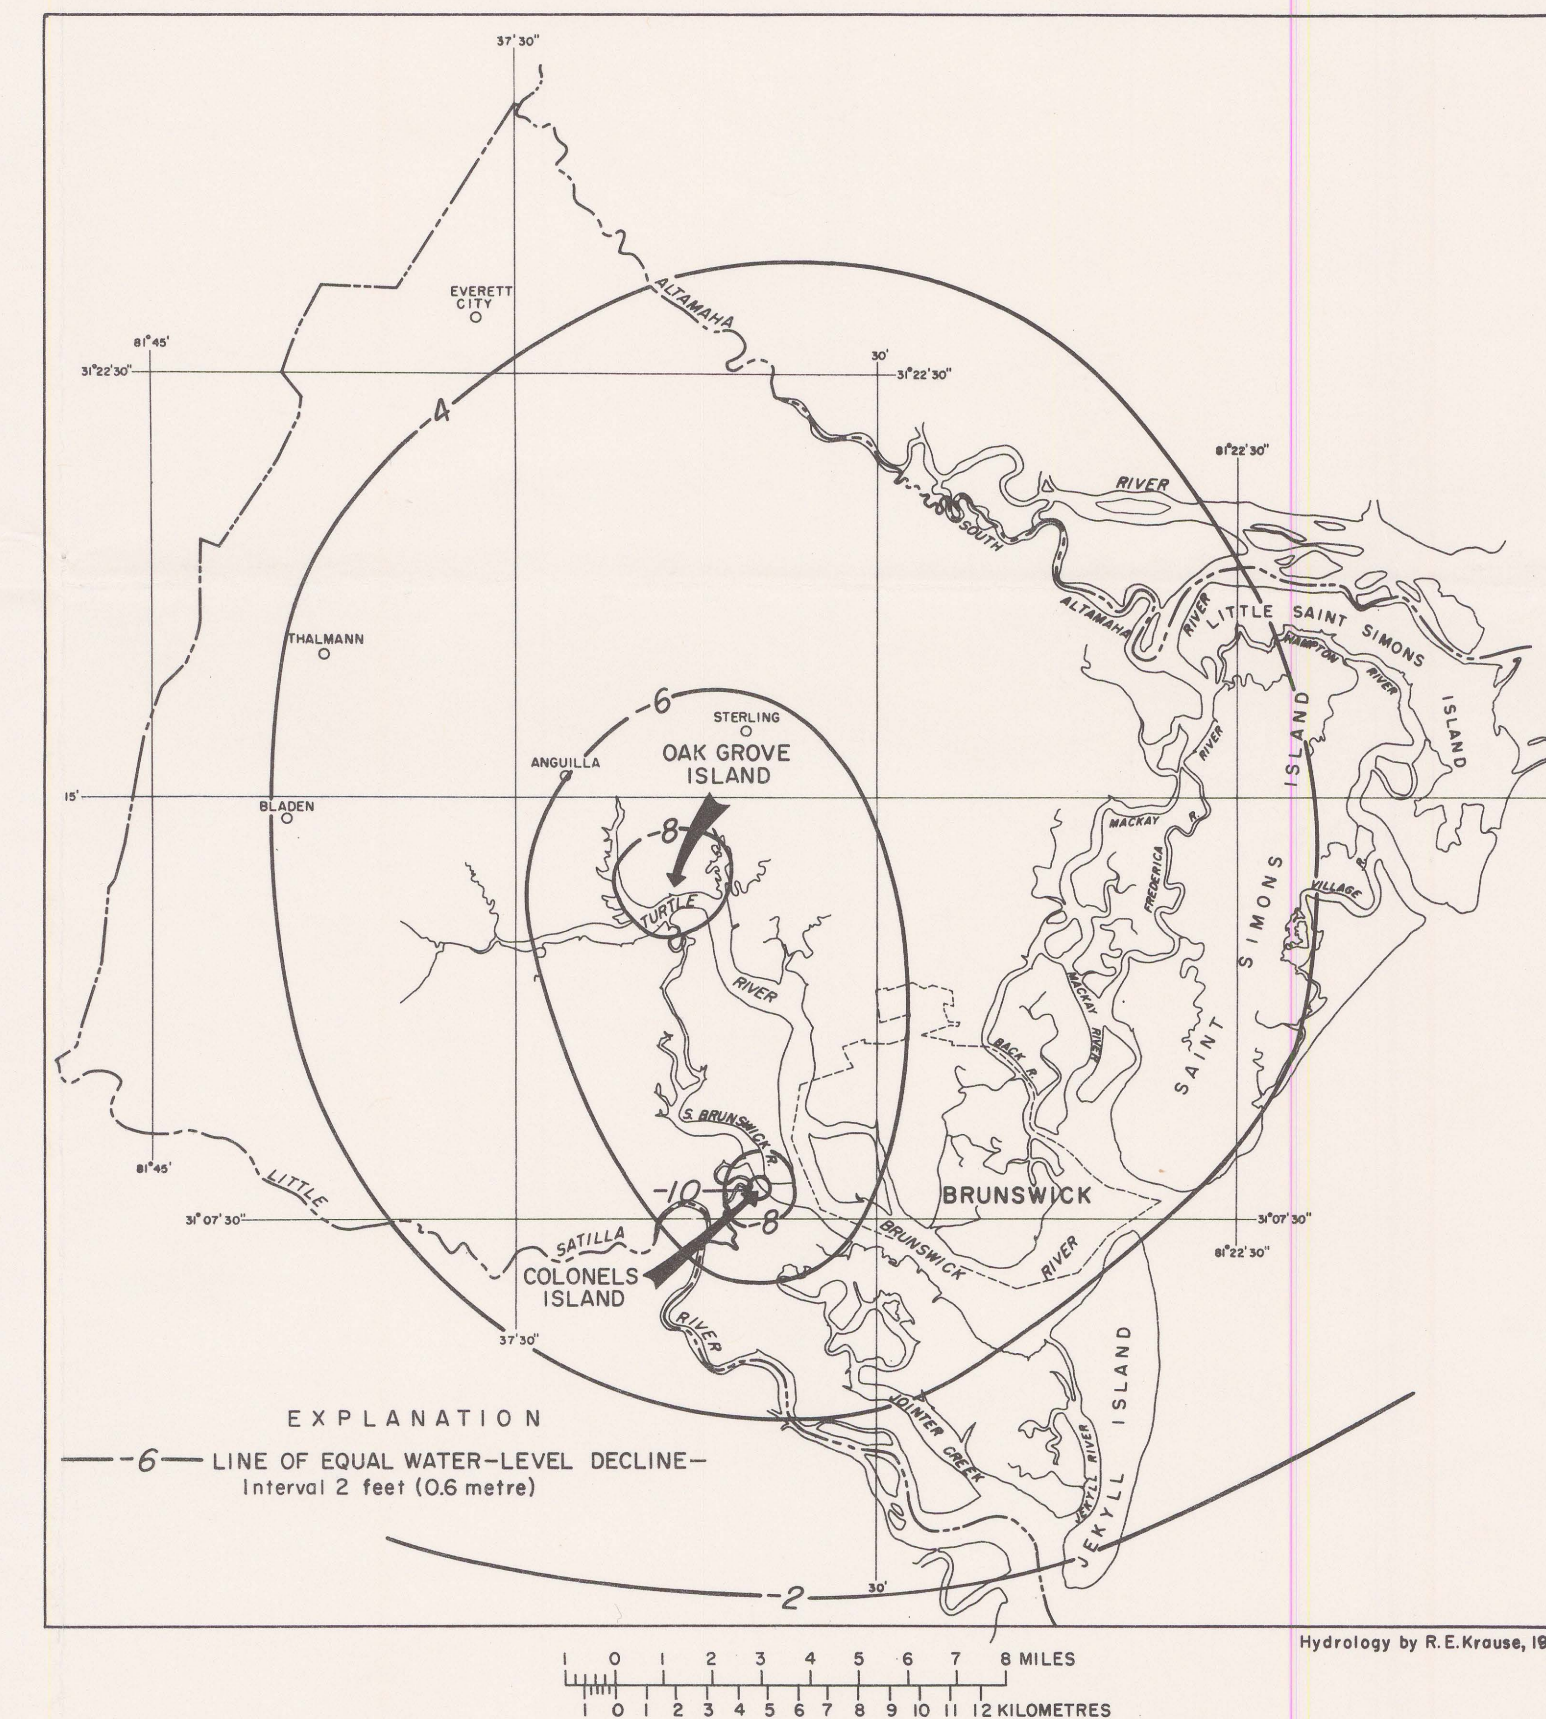 37'30"
EVERETT
CITY
ALTAMAHA
81°45'
31°22'30"
30'
31°22'30"
4
81°22'30"
RIVER
SOUTH
ALTAMAHA
RIVER
LITTLE SAINT SIMONS
ISLAND
HAMPTON
RIVER
THALMANN
-6
STERLING
OAK GROVE
ISLAND
ANGUILLA
RIVER
15'
BLADEN
-8
MACKAY
R.
FREDERICA
SAINT SIMONS ISLAND
VILLAGE R.
TURTLE
RIVER
MACKAY RIVER
BACK R.
S. BRUNSWICK R.
81°45'
LITTLE
-10
BRUNSWICK
31°07'30"
-8
31°07'30"
SATILLA
BRUNSWICK
RIVER
81°22'30"
COLONELS
ISLAND
RIVER
37'30"
JEKYLL ISLAND
JOINTER CREEK
JEKYLL RIVER
EXPLANATION
-6 LINE OF EQUAL WATER-LEVEL DECLINE-
Interval 2 feet (0.6 metre)
30'
-2
Hydrology by R.E.Krause, 19
1 0 1 2 3 4 5 6 7 8 MILES
1 0 1 2 3 4 5 6 7 8 9 10 11 12 KILOMETRES